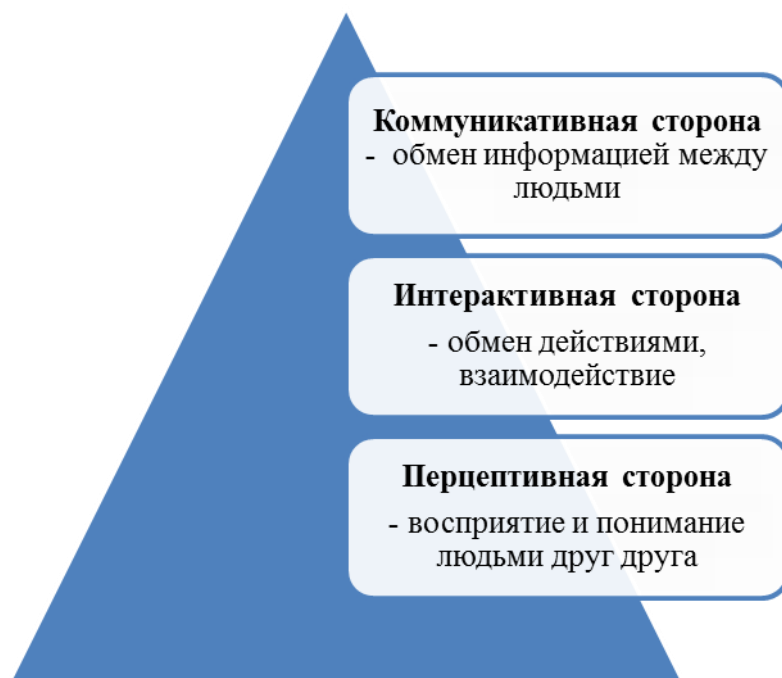 Коммуникативная сторона
- обмен информацией между
людьми
Интерактивная сторона
- обмен действиями,
взаимодействие
Перцептивная сторона
- восприятие и понимание
людьми друг друга